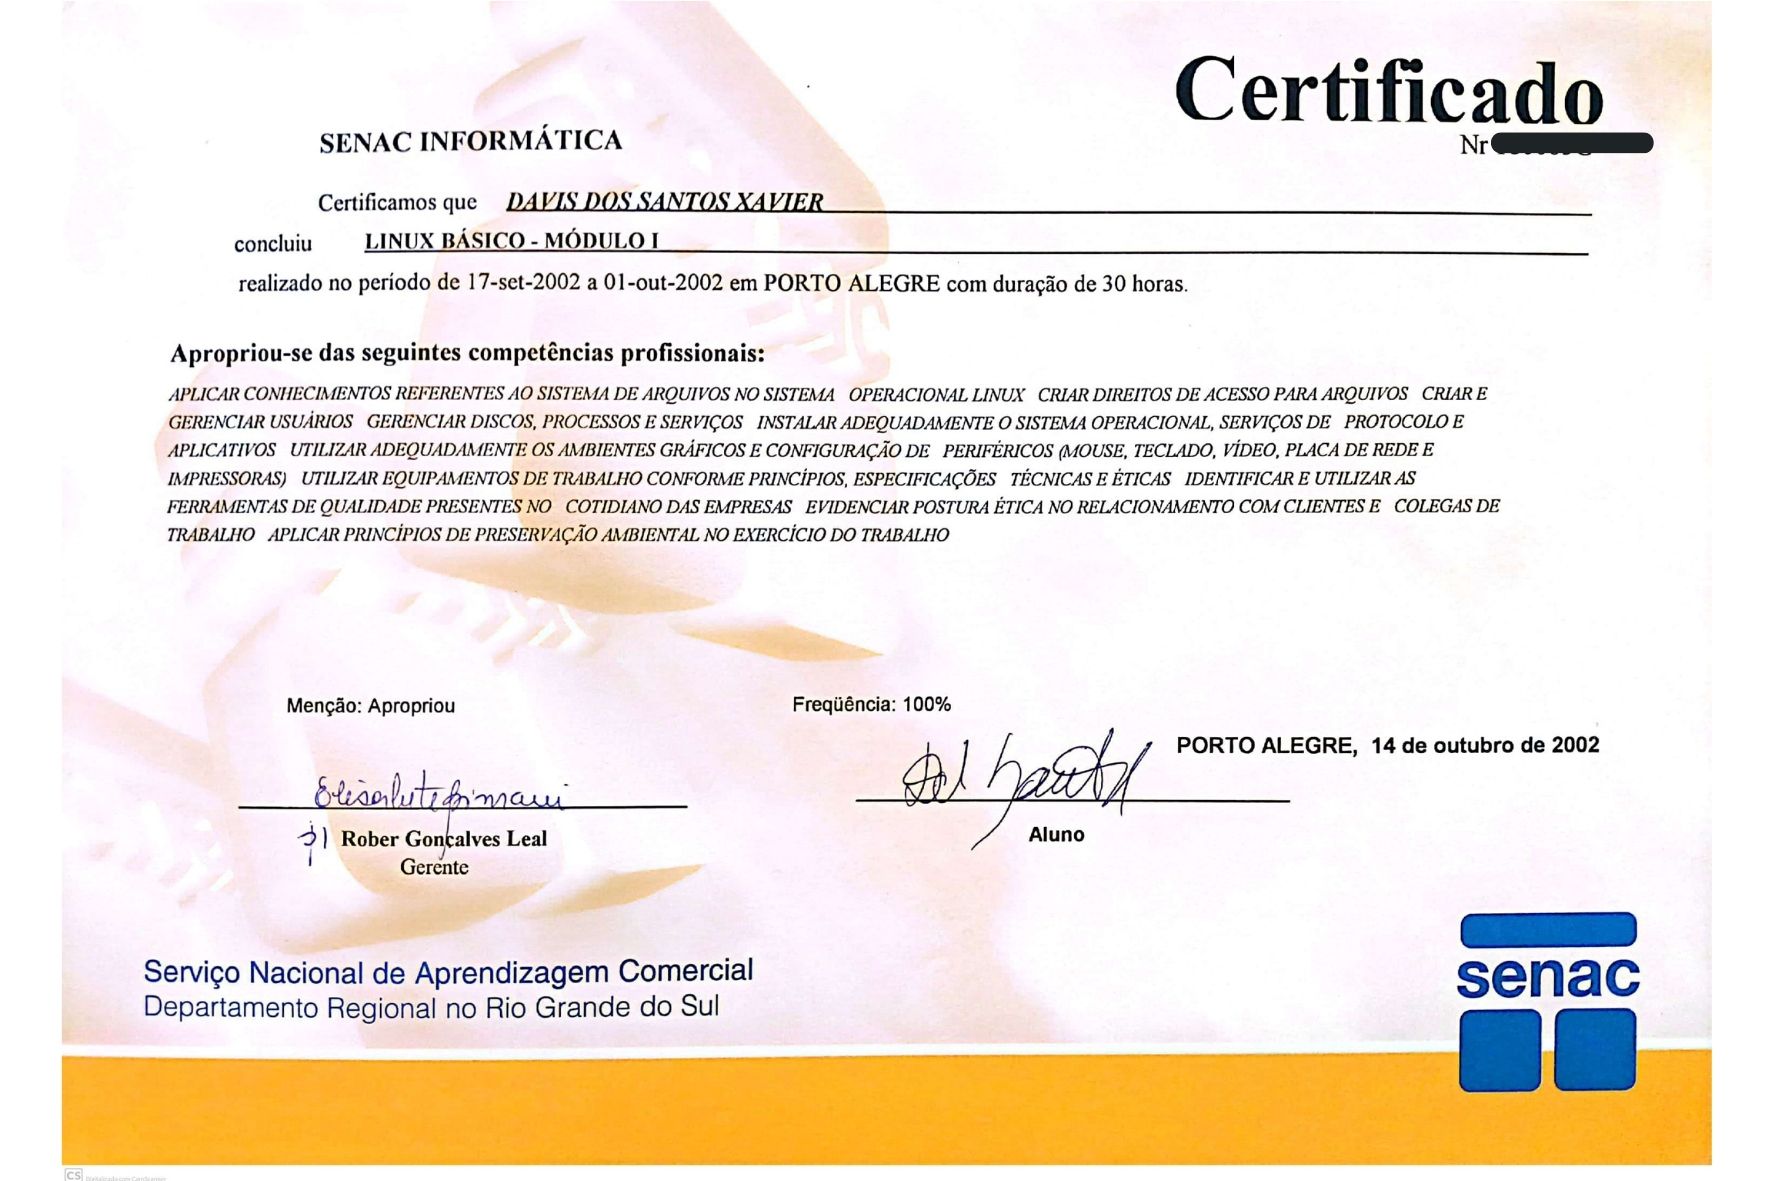 Certificado
Nr
SENAC INFORMÁTICA
Certificamos que DAVIS DOS SANTOS XAVIER
concluiu LINUX BÁSICO - MÓDULO I
realizado no período de 17-set-2002 a 01-out-2002 em PORTO ALEGRE com duração de 30 horas.
Apropriou-se das seguintes competências profissionais:
APLICAR CONHECIMENTOS REFERENTES AO SISTEMA DE ARQUIVOS NO SISTEMA OPERACIONAL LINUX CRIAR DIREITOS DE ACESSO PARA ARQUIVOS CRIAR E
GERENCIAR USUÁRIOS GERENCIAR DISCOS, PROCESSOS E SERVIÇOS INSTALAR ADEQUADAMENTE O SISTEMA OPERACIONAL, SERVIÇOS DE PROTOCOLO E
APLICATIVOS UTILIZAR ADEQUADAMENTE OS AMBIENTES GRÁFICOS E CONFIGURAÇÃO DE PERIFÉRICOS (MOUSE, TECLADO, VÍDEO, PLACA DE REDE E
IMPRESSORAS) UTILIZAR EQUIPAMENTOS DE TRABALHO CONFORME PRINCÍPIOS, ESPECIFICAÇÕES TÉCNICAS E ÉTICAS IDENTIFICAR E UTILIZAR AS
FERRAMENTAS DE QUALIDADE PRESENTES NO COTIDIANO DAS EMPRESAS EVIDENCIAR POSTURA ÉTICA NO RELACIONAMENTO COM CLIENTES E COLEGAS DE
TRABALHO APLICAR PRINCÍPIOS DE PRESERVAÇÃO AMBIENTAL NO EXERCÍCIO DO TRABALHO
Menção: Apropriou
Freqüência: 100%
PORTO ALEGRE, 14 de outubro de 2002
Rober Gonçalves Leal
Gerente
Aluno
Serviço Nacional de Aprendizagem Comercial
Departamento Regional no Rio Grande do Sul
senac
CS Digitalizada com CamScanner